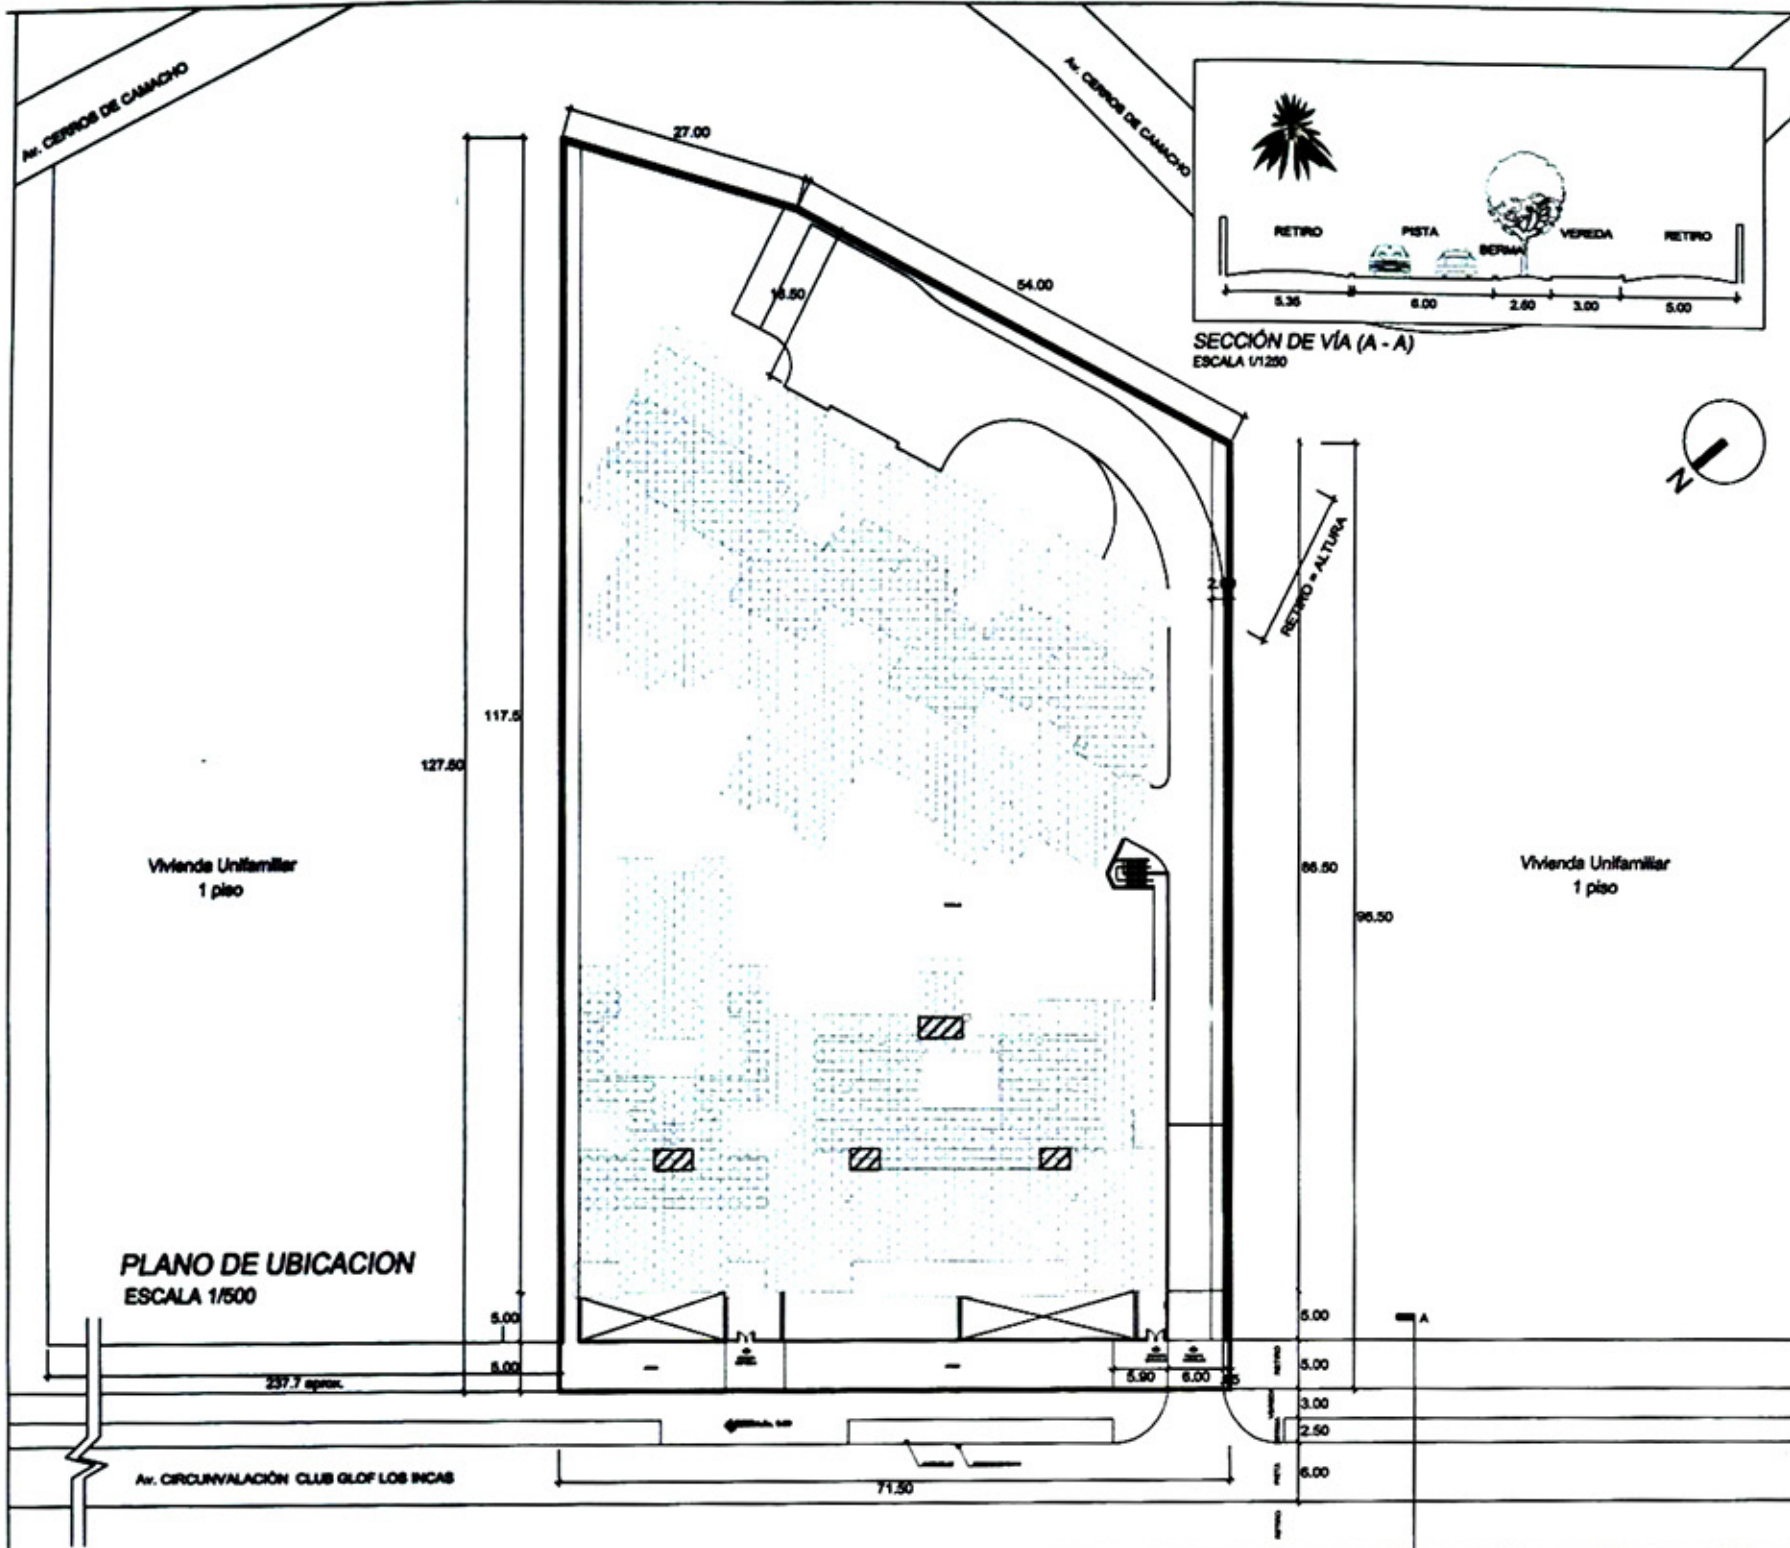 Av. CERROS DE CAMACHO
Av. CERROS DE CAMACHO
27.00
54.00
RETIRO
PISTA
BERMA
VEREDA
RETIRO
5.35
6.00
2.60
3.00
5.00
SECCIÓN DE VÍA (A - A)
ESCALA 1/1250
N
RETIRO = ALTURA
117.5
127.60
Vivienda Unifamiliar
1 piso
86.50
96.50
Vivienda Unifamiliar
1 piso
PLANO DE UBICACION
ESCALA 1/500
5.00
5.00
237.7 aprox.
5.90
6.00
5.00
5.00
3.00
2.50
6.00
A
RETIRO
PISTA
RETIRO
Av. CIRCUNVALACIÓN CLUB GLOF LOS INCAS
71.50